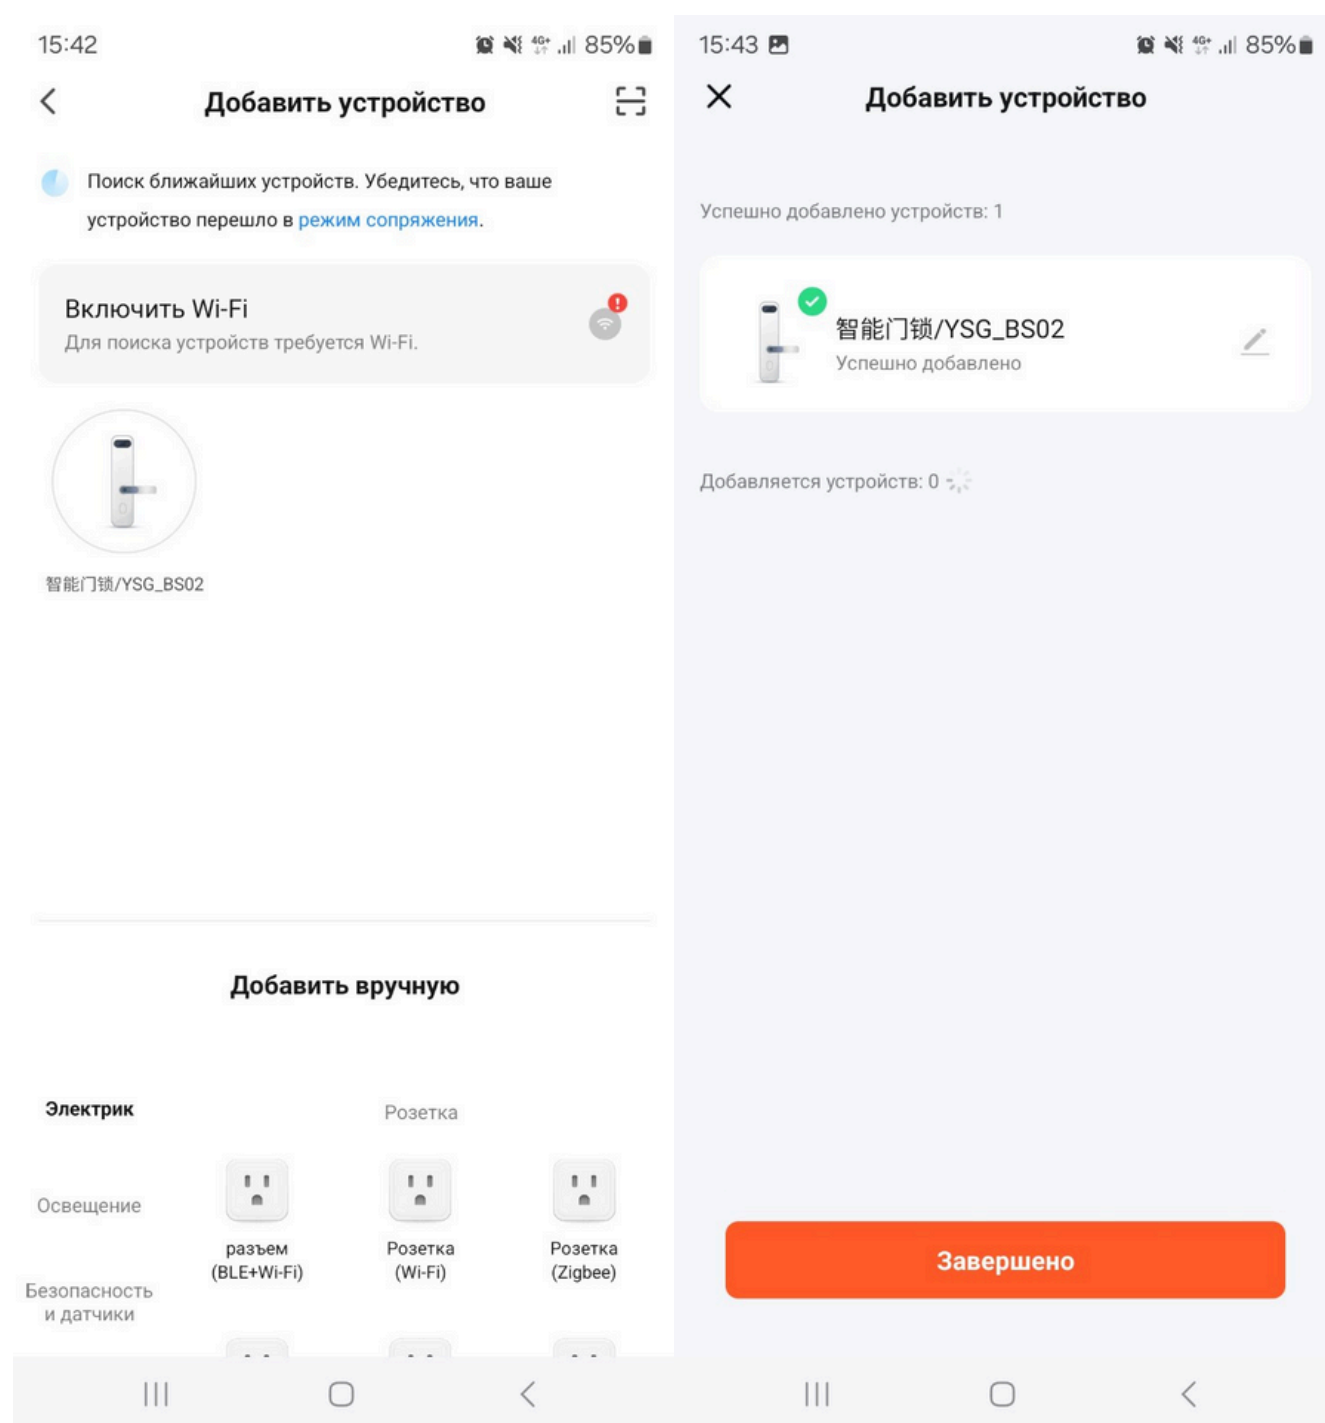 15:42
4G+
85%
Добавить устройство
Поиск ближайших устройств. Убедитесь, что ваше
устройство перешло в режим сопряжения.
Включить Wi-Fi
Для поиска устройств требуется Wi-Fi.
智能门锁/YSG_BS02
Добавить вручную
Электрик
Розетка
Освещение
разъем
(BLE+Wi-Fi)
Розетка
(Wi-Fi)
Розетка
(Zigbee)
Безопасность
и датчики
15:43
4G+
85%
Добавить устройство
Успешно добавлено устройств: 1
智能门锁/YSG_BS02
Успешно добавлено
Добавляется устройств: 0
Завершено